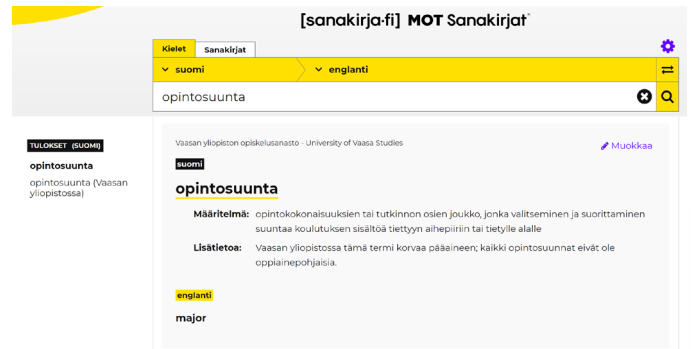 [sanakirja·fi] MOT Sanakirjat
Kielet
Sanakirjat
suomi
englanti
opintosuunta
TULOKSET (SUOMI)
opintosuunta
opintosuunta (Vaasan
yliopistossa)
Vaasan yliopiston opiskelusanasto - University of Vaasa Studies
Muokkaa
suomi
opintosuunta
Määritelmä: opintokokonaisuuksien tai tutkinnon osien joukko, jonka valitseminen ja suorittaminen
suuntaa koulutuksen sisältöä tiettyyn aihepiiriin tai tietylle alalle
Lisätietoa: Vaasan yliopistossa tämä termi korvaa pääaineen; kaikki opintosuunnat eivät ole
oppiainepohjaisia.
englanti
major